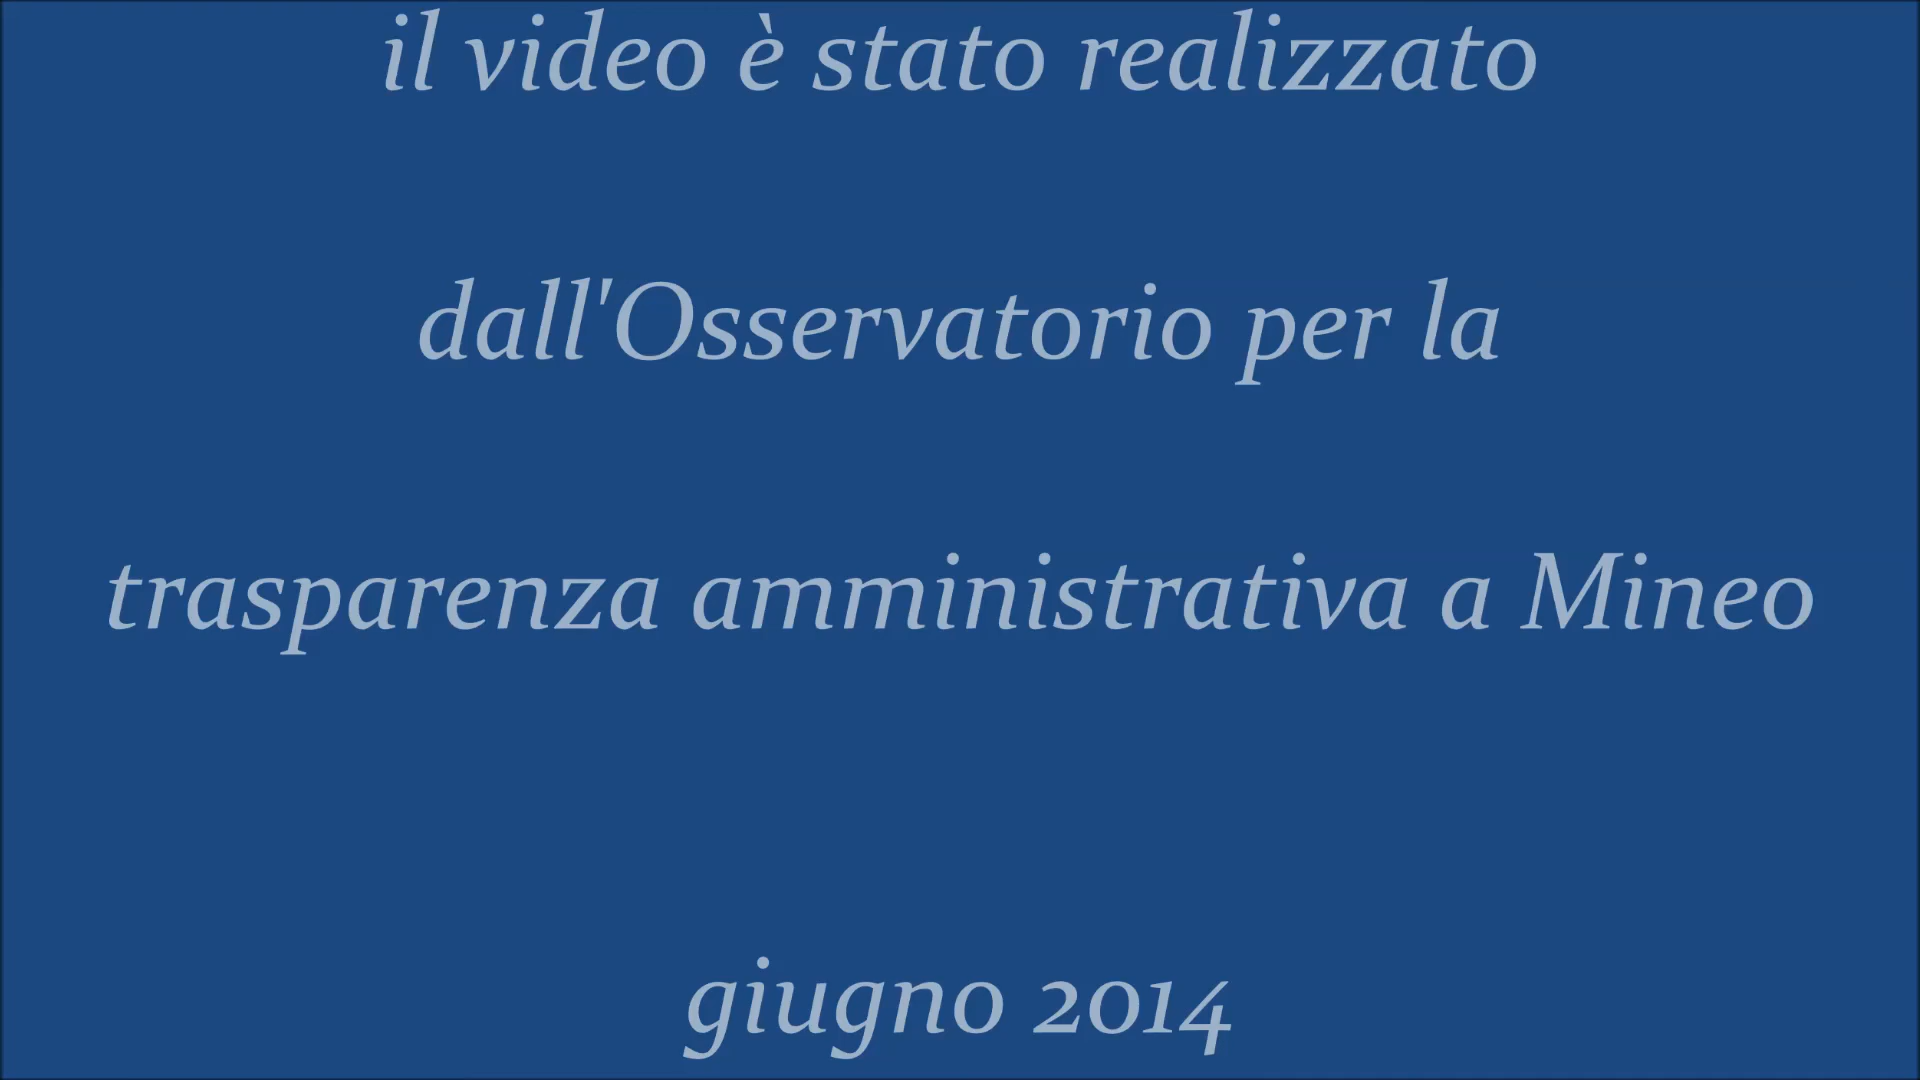 il video è stato realizzato
dall'Osservatorio per la
trasparenza amministrativa a Mineo
giugno 2014